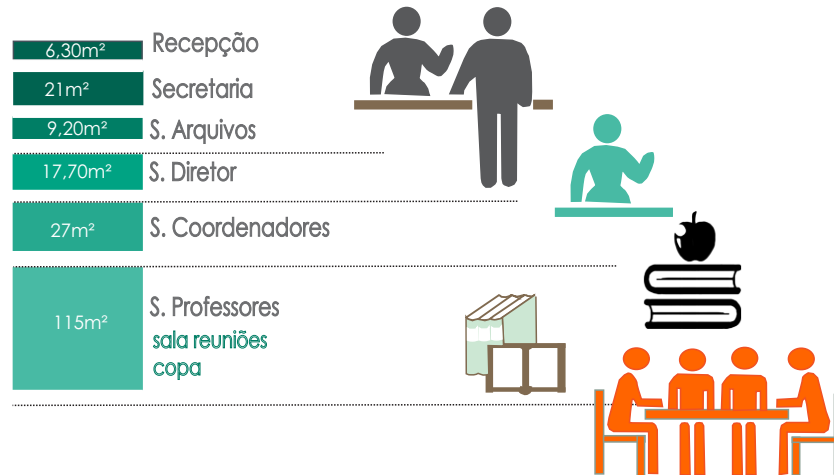 6,30m² Recepção
21m² Secretaria
9,20m² S. Arquivos
17,70m² S. Diretor
27m² S. Coordenadores
115m² S. Professores
sala reuniões
copa